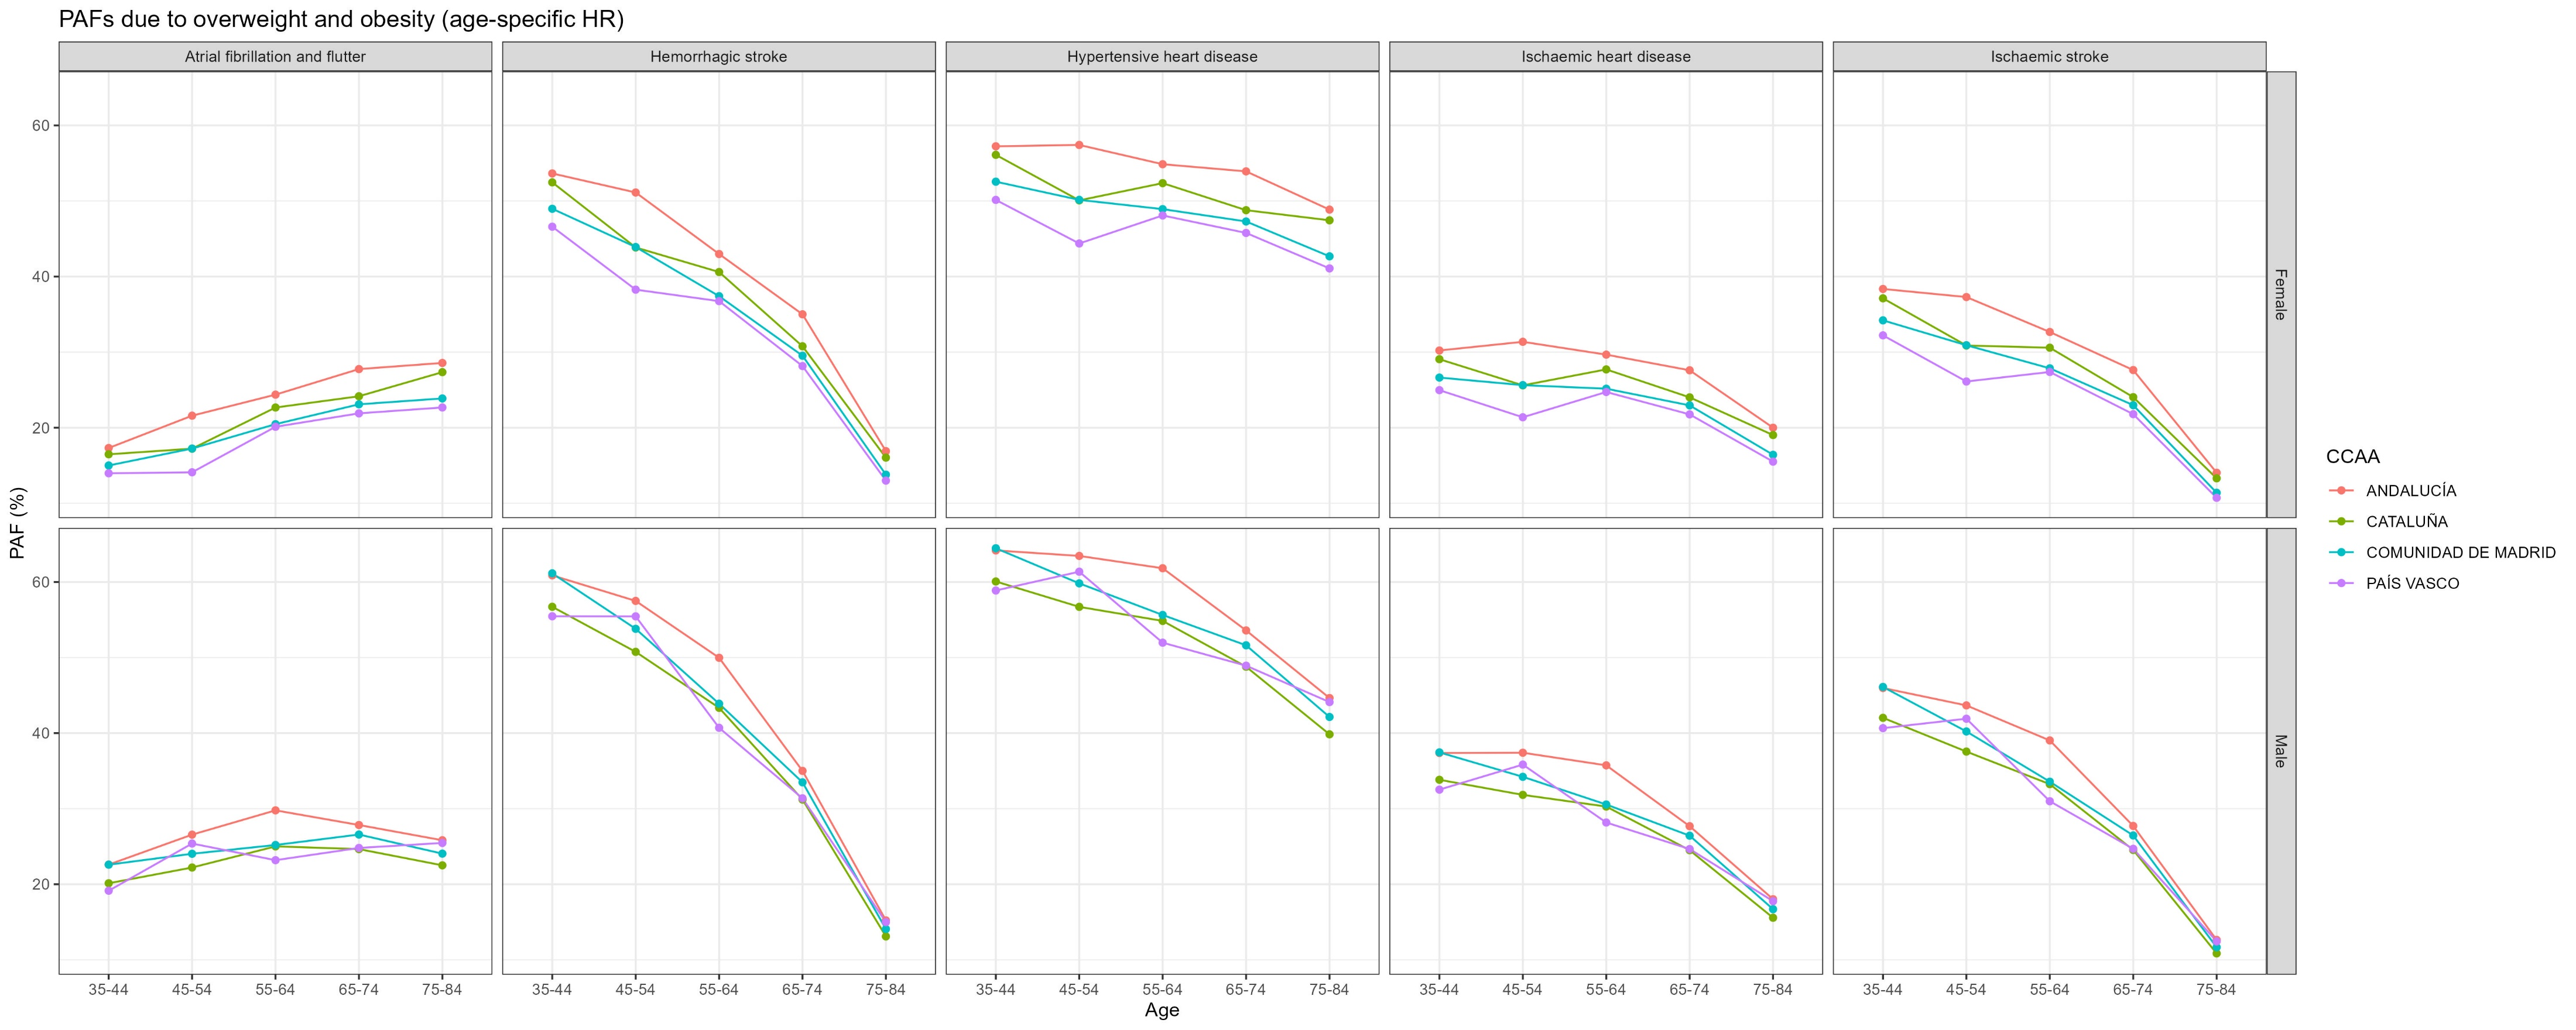 PAFs due to overweight and obesity (age-specific HR)
Atrial fibrillation and flutter
Hemorrhagic stroke
Hypertensive heart disease
Ischaemic heart disease
Ischaemic stroke
60
40
20
Female
PAF (%)
60
40
20
Male
35-44 45-54 55-64 65-74 75-84
35-44 45-54 55-64 65-74 75-84
35-44 45-54 55-64 65-74 75-84
35-44 45-54 55-64 65-74 75-84
35-44 45-54 55-64 65-74 75-84
Age
CCAA
ANDALUCÍA
CATALUÑA
COMUNIDAD DE MADRID
PAÍS VASCO